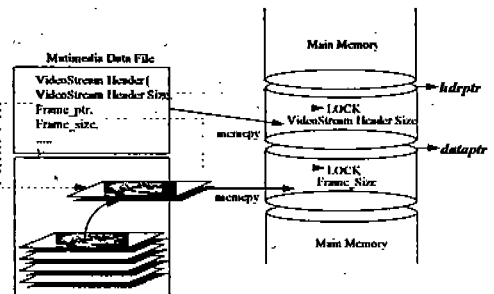 Mutimedia Data File
VideoStream Header {
VideoStream Header Size,
Frame_ptr,
Frame_size,
.....
memcpy
memcpy
Main Memory
hdrptr
LOCK
VideoStream Header Size
dataptr
LOCK
Frame_Size
Main Memory